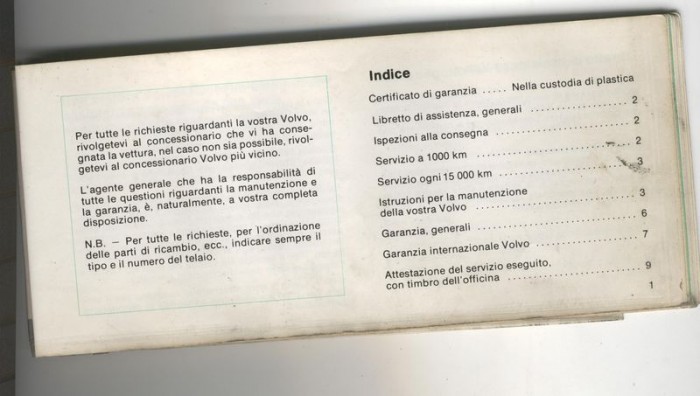 Per tutte le richieste riguardanti la vostra Volvo,
rivolgetevi al concessionario che vi ha conse-
gnata la vettura, nel caso non sia possibile, rivol-
getevi al concessionario Volvo più vicino.
L'agente generale che ha la responsabilità di
tutte le questioni riguardanti la manutenzione e
la garanzia, è, naturalmente, a vostra completa
disposizione.
N.B. – Per tutte le richieste, per l'ordinazione
delle parti di ricambio, ecc., indicare sempre il
tipo e il numero del telaio.
Indice
Certificato di garanzia ..... Nella custodia di plastica
Libretto di assistenza, generali .................. 2
Ispezioni alla consegna ........................ 2
Servizio a 1000 km ........................... 2
Servizio ogni 15 000 km ....................... 3
Istruzioni per la manutenzione
della vostra Volvo ........................... 3
Garanzia, generali ........................... 6
Garanzia internazionale Volvo .................. 7
Attestazione del servizio eseguito,
con timbro dell'officina ....................... 9
1